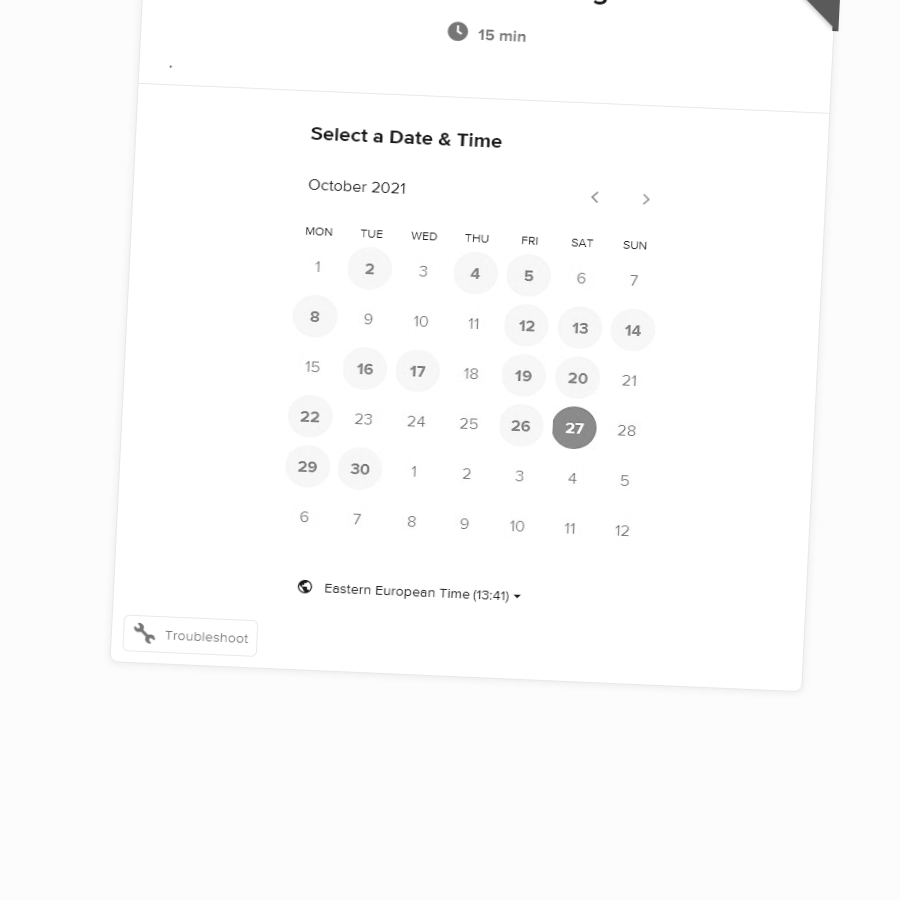 15 min
.
Select a Date & Time
October 2021
MON TUE WED THU FRI SAT SUN
1 2 3 4 5 6 7
8 9 10 11 12 13 14
15 16 17 18 19 20 21
22 23 24 25 26 27 28
29 30 1 2 3 4 5
6 7 8 9 10 11 12
Eastern European Time (13:41)
Troubleshoot